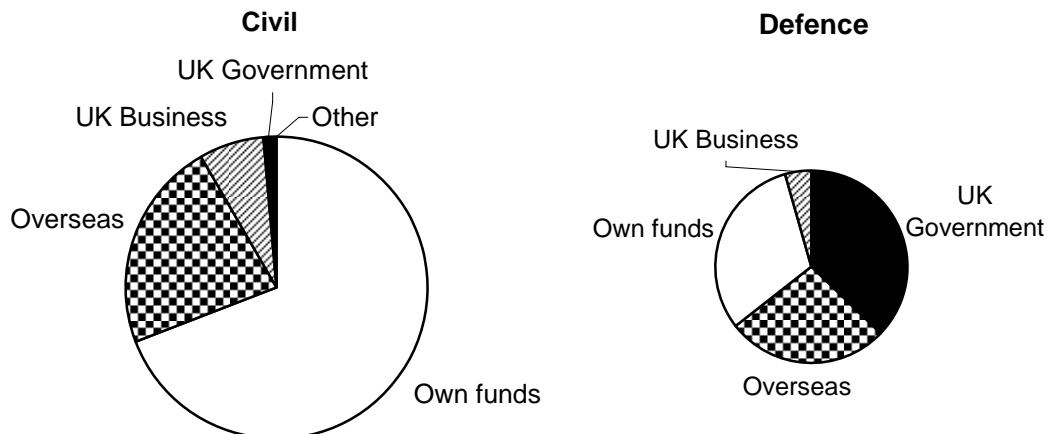 Civil
UK Government
UK Business
Other
Overseas
Own funds
Defence
UK Business
UK
Government
Own funds
Overseas